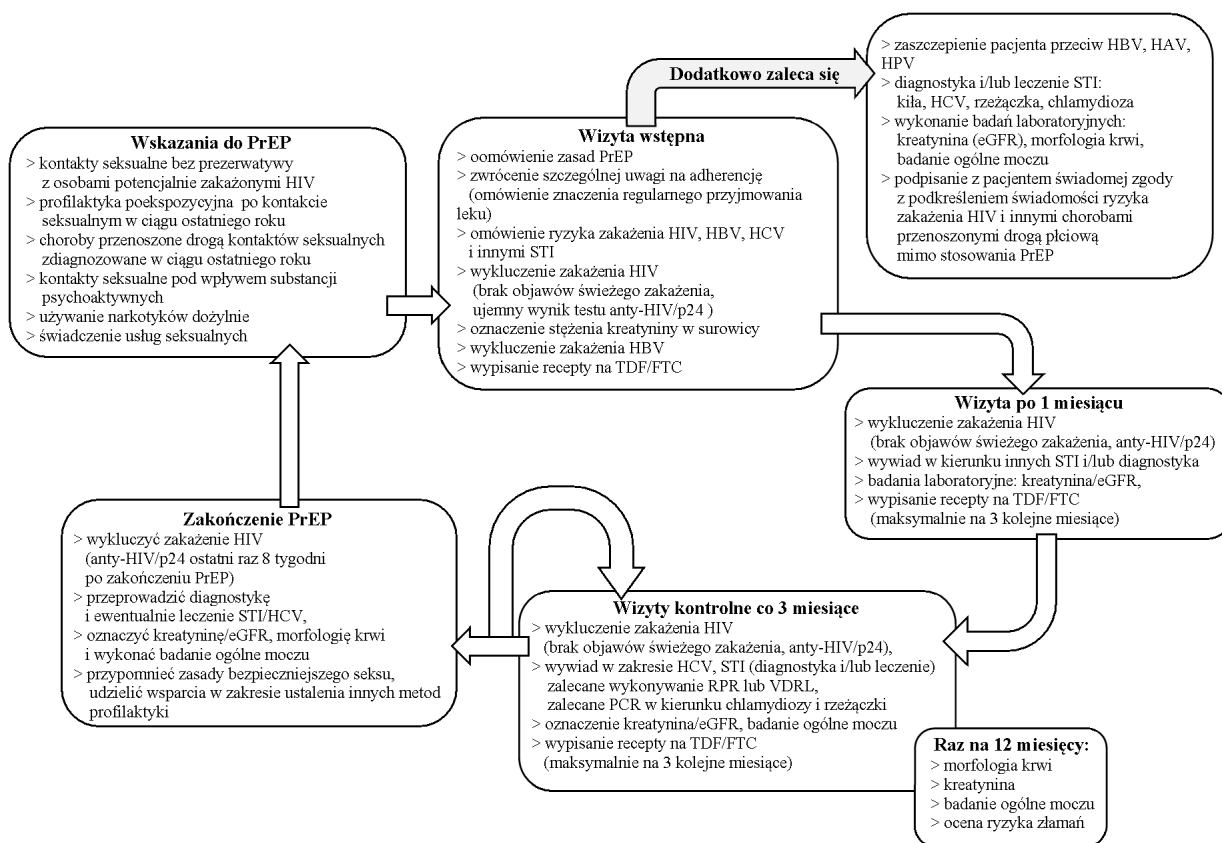 Wskazania do PrEP
> kontakty seksualne bez prezerwatywy
z osobami potencjalnie zakażonymi HIV
> profilaktyka poekspozycyjna po kontakcie
seksualnym w ciągu ostatniego roku
> choroby przenoszone drogą kontaktów seksualnych
zdiagnozowane w ciągu ostatniego roku
> kontakty seksualne pod wpływem substancji
psychoaktywnych
> używanie narkotyków dożylnie
> świadczenie usług seksualnych
Wizyta wstępna
> oomówienie zasad PrEP
> zwrócenie szczególnej uwagi na adherencję
(omówienie znaczenia regularnego przyjmowania
leku)
> omówienie ryzyka zakażenia HIV, HBV, HCV
i innymi STI
> wykluczenie zakażenia HIV
(brak objawów świeżego zakażenia,
ujemny wynik testu anty-HIV/p24 )
> oznaczenie stężenia kreatyniny w surowicy
> wykluczenie zakażenia HBV
> wypisanie recepty na TDF/FTC
Dodatkowo zaleca się
> zaszczepienie pacjenta przeciw HBV, HAV,
HPV
> diagnostyka i/lub leczenie STI:
kiła, HCV, rzeżączka, chlamydioza
> wykonanie badań laboratoryjnych:
kreatynina (eGFR), morfologia krwi,
badanie ogólne moczu
> podpisanie z pacjentem świadomej zgody
z podkreśleniem świadomości ryzyka
zakażenia HIV i innymi chorobami
przenoszonymi drogą płciową
mimo stosowania PrEP
Wizyta po 1 miesiącu
> wykluczenie zakażenia HIV
(brak objawów świeżego zakażenia, anty-HIV/p24)
> wywiad w kierunku innych STI i/lub diagnostyka
> badania laboratoryjne: kreatynina/eGFR,
> wypisanie recepty na TDF/FTC
(maksymalnie na 3 kolejne miesiące)
Wizyty kontrolne co 3 miesiące
> wykluczenie zakażenia HIV
(brak objawów świeżego zakażenia, anty-HIV/p24),
> wywiad w zakresie HCV, STI (diagnostyka i/lub leczenie)
zalecane wykonywanie RPR lub VDRL,
zalecane PCR w kierunku chlamydiozy i rzeżączki
> oznaczenie kreatynina/eGFR, badanie ogólne moczu
> wypisanie recepty na TDF/FTC
(maksymalnie na 3 kolejne miesiące)
Raz na 12 miesięcy:
> morfologia krwi
> kreatynina
> badanie ogólne moczu
> ocena ryzyka złamań
Zakończenie PrEP
> wykluczyć zakażenie HIV
(anty-HIV/p24 ostatni raz 8 tygodni
po zakończeniu PrEP)
> przeprowadzić diagnostykę
i ewentualnie leczenie STI/HCV,
> oznaczyć kreatyninę/eGFR, morfologię krwi
i wykonać badanie ogólne moczu
> przypomnieć zasady bezpieczniejszego seksu,
udzielić wsparcia w zakresie ustalenia innych metod
profilaktyki